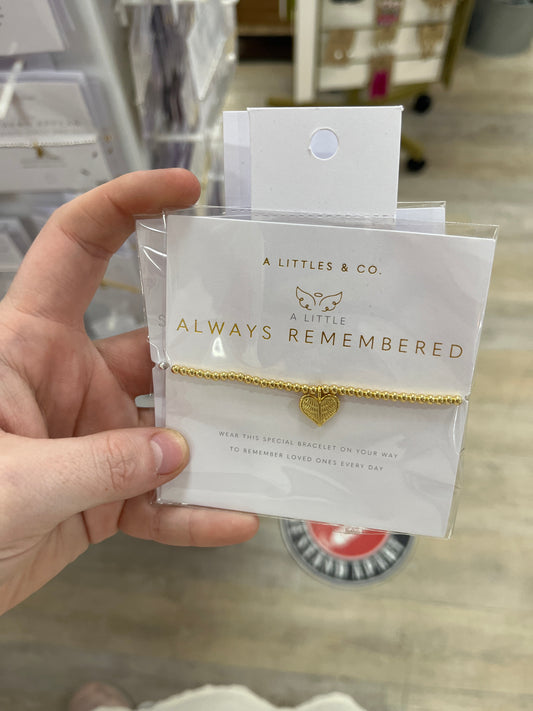 A LITTLES & CO.
A LITTLE
ALWAYS REMEMBERED
WEAR THIS SPECIAL BRACELET ON YOUR WAY
TO REMEMBER LOVED ONES EVERY DAY